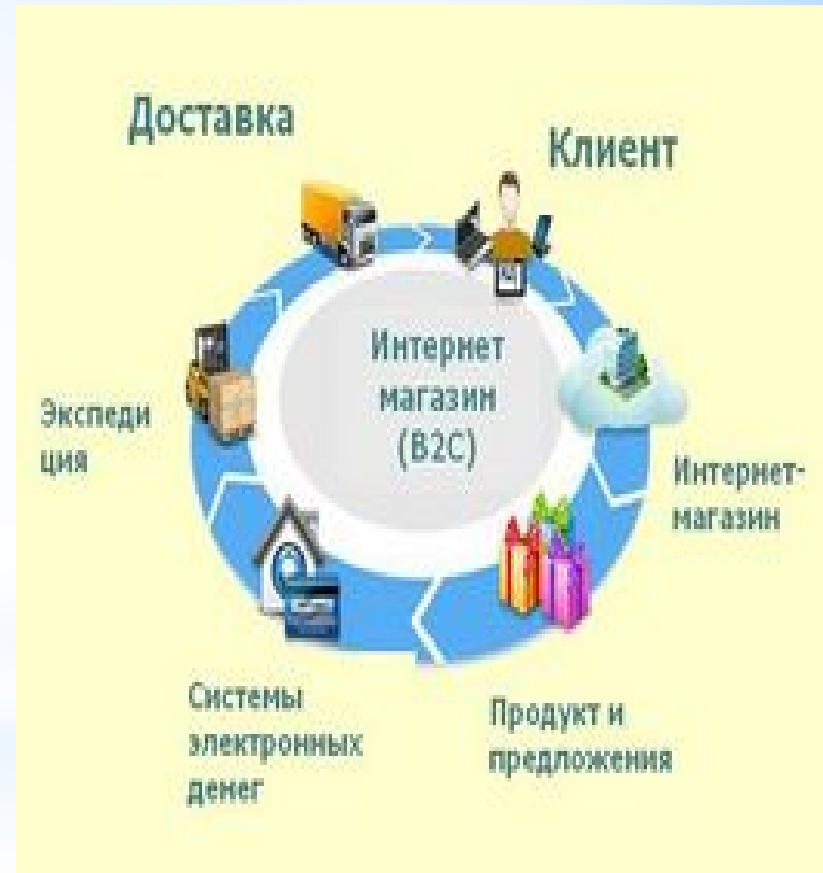 Доставка
Клиент
Интернет
магазин
(B2C)
Экспеди
ция
Интернет-
магазин
Системы
электронных
денег
Продукт и
предложения